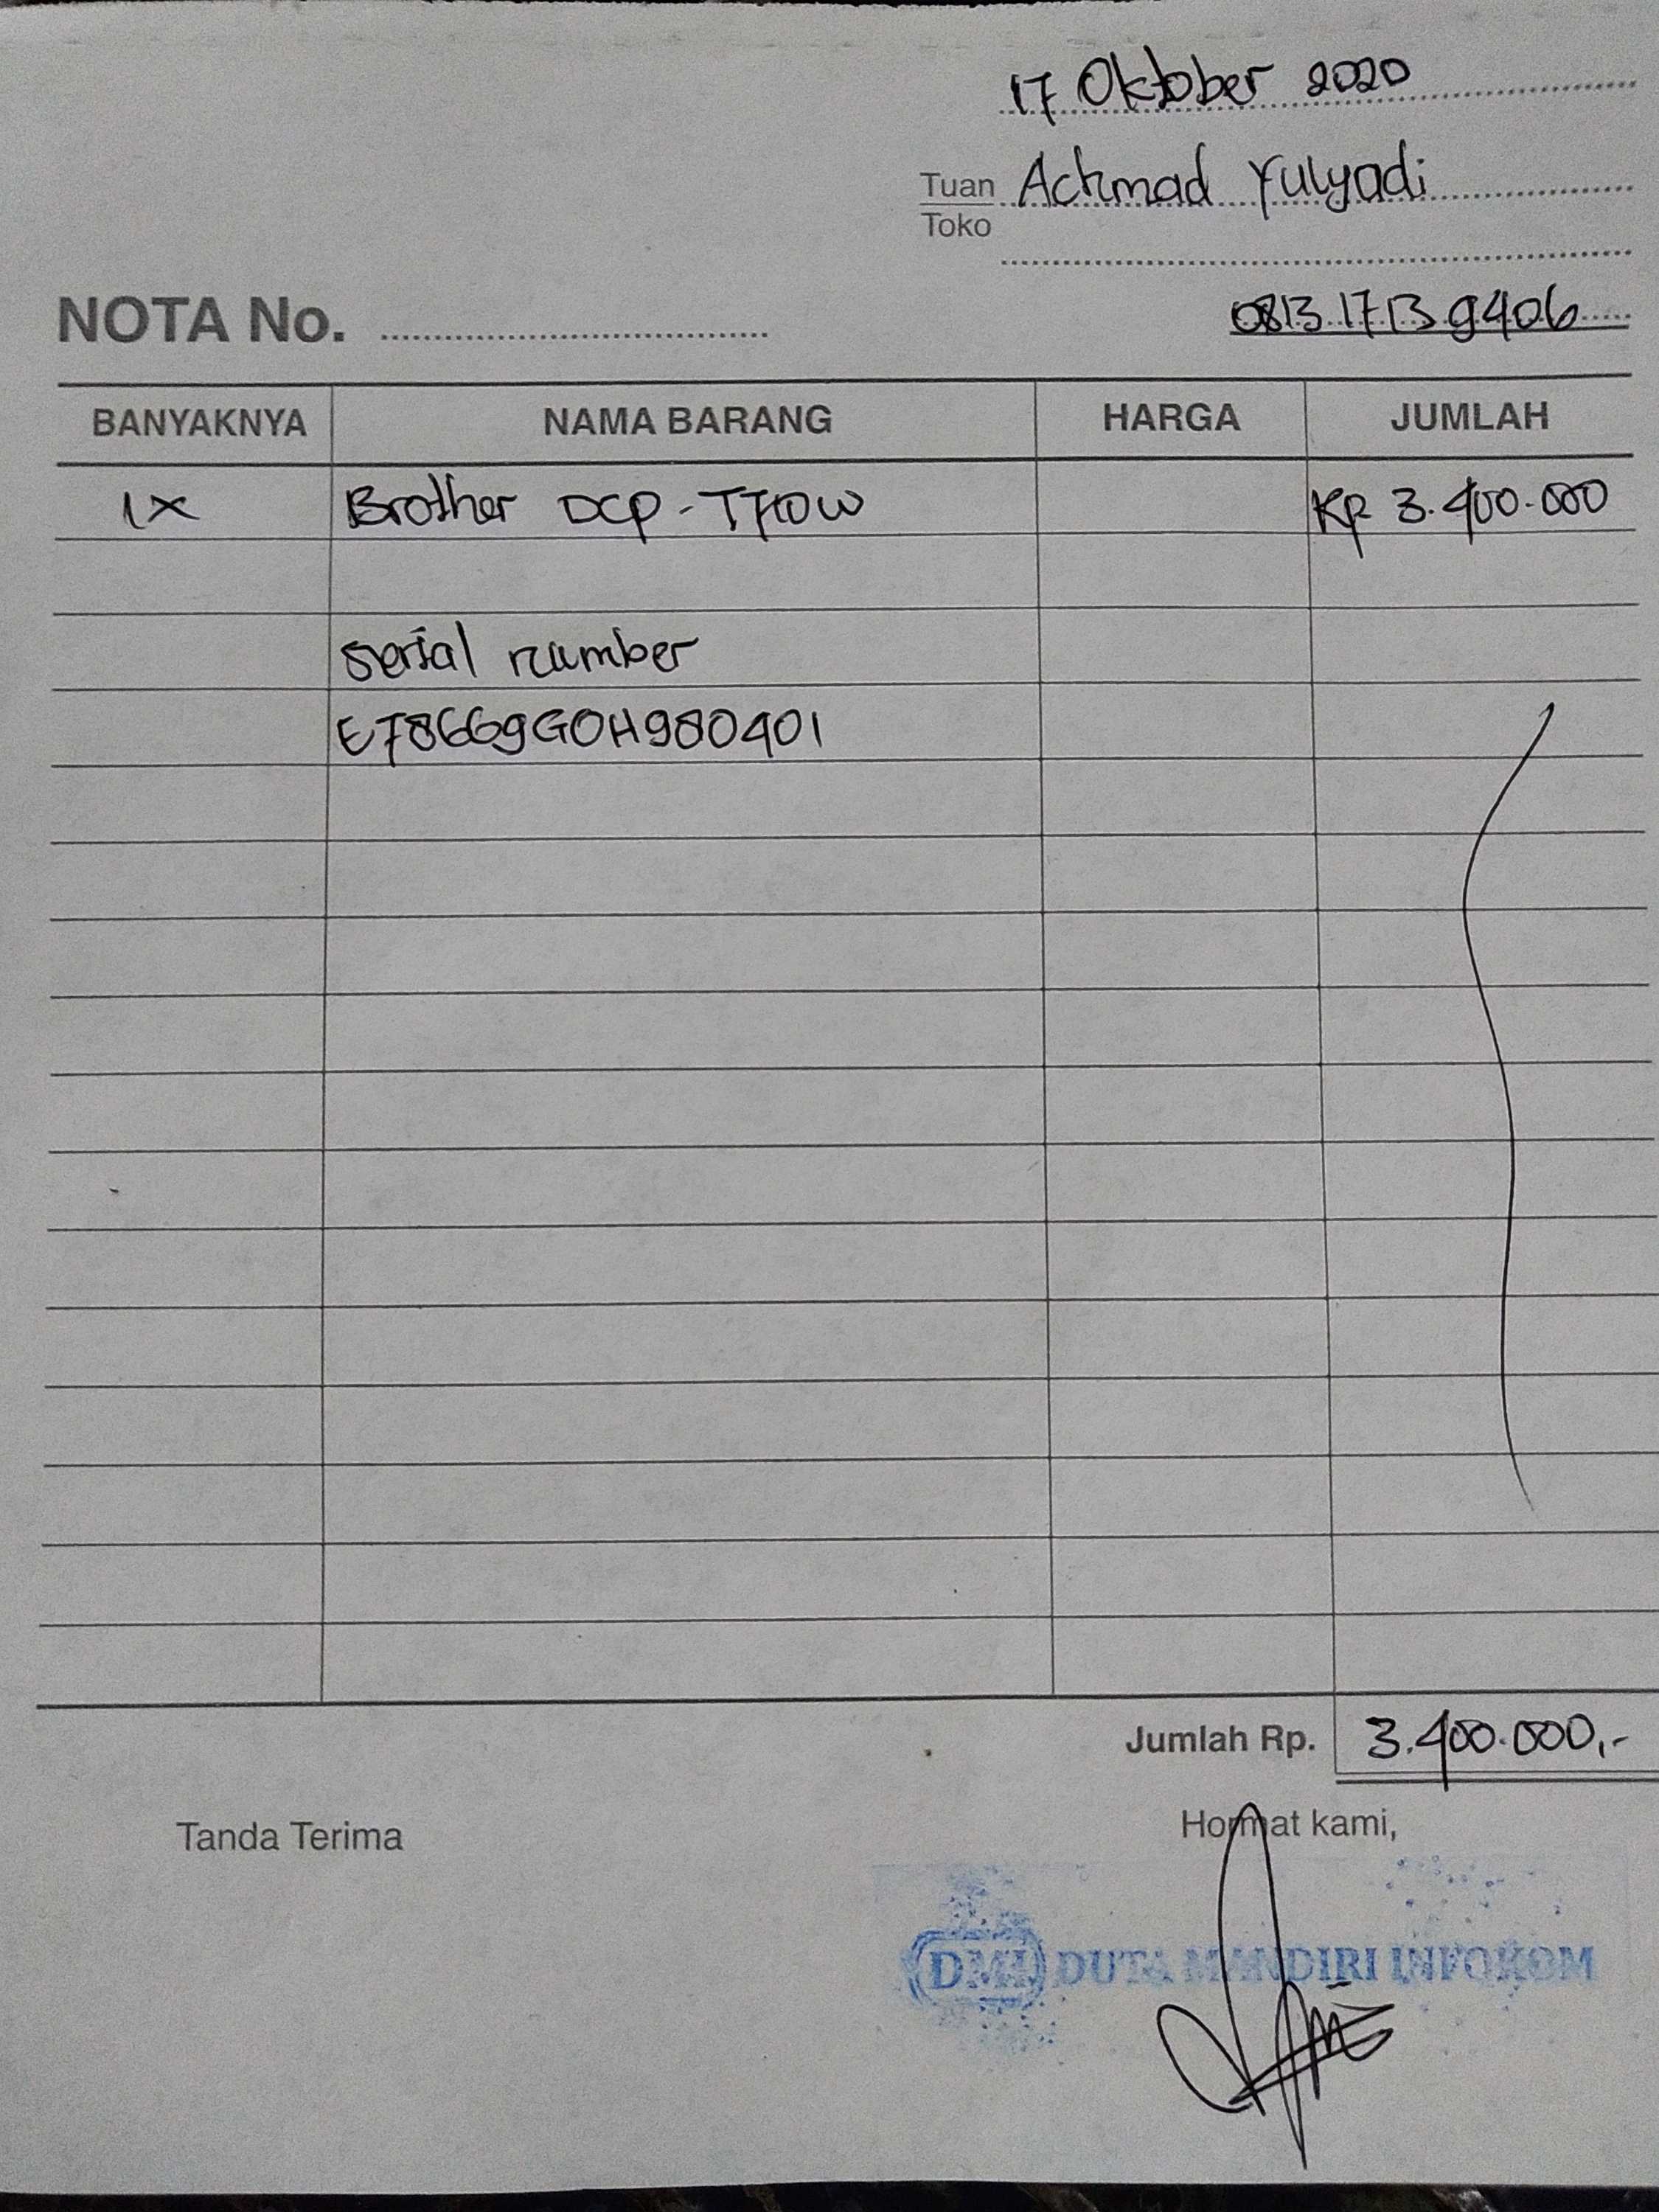 17 Oktober 2020
Tuan Achmad Yulyadi
Toko
NOTA No.
0813 1713 9406
BANYAKNYA NAMA BARANG HARGA JUMLAH
1x Brother DCP-T710W Rp 3.400.000
serial number
E78669G0H980401
Jumlah Rp. 3.400.000,-
Tanda Terima Hormat kami,
DMI DUTA MANDIRI INFOKOM